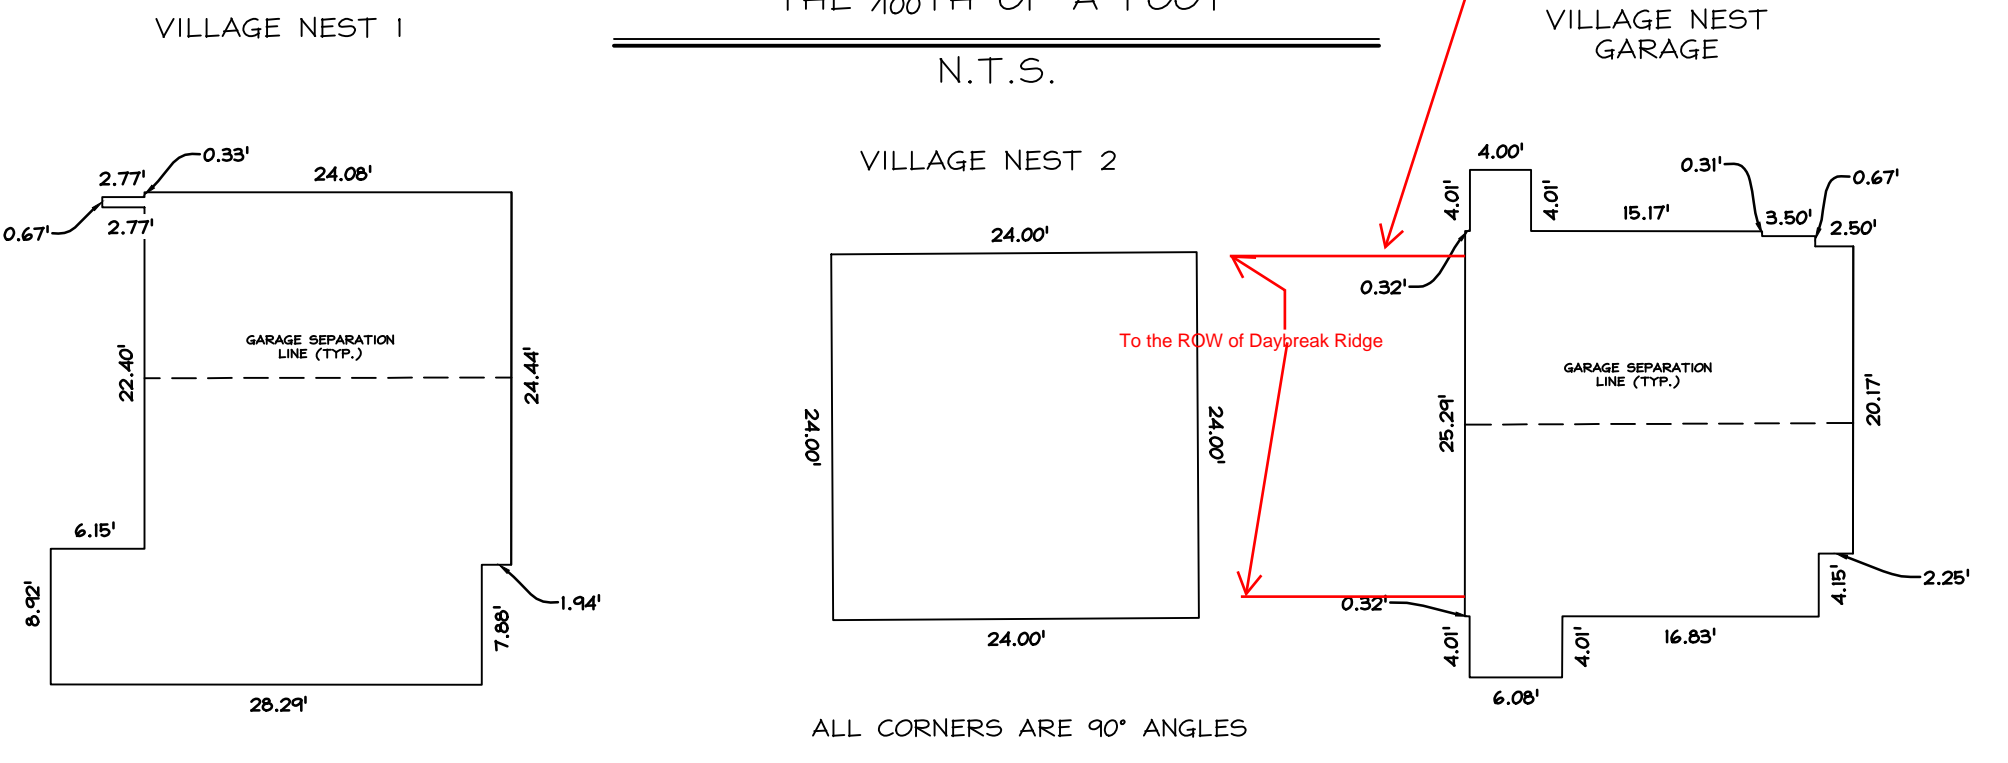 THE 1/100TH OF A FOOT
N.T.S.
VILLAGE NEST 1
0.33'
2.77'
24.08'
0.67'
2.77'
GARAGE SEPARATION
LINE (TYP.)
22.40'
24.44'
6.15'
8.92'
1.94'
7.88'
28.29'
VILLAGE NEST 2
24.00'
24.00'
24.00'
24.00'
To the ROW of Daybreak Ridge
VILLAGE NEST
GARAGE
4.00'
0.31'
0.67'
4.01'
4.01'
15.17'
3.50'
2.50'
0.32'
GARAGE SEPARATION
LINE (TYP.)
25.29'
20.17'
2.25'
4.15'
0.32'
4.01'
4.01'
16.83'
6.08'
ALL CORNERS ARE 90° ANGLES